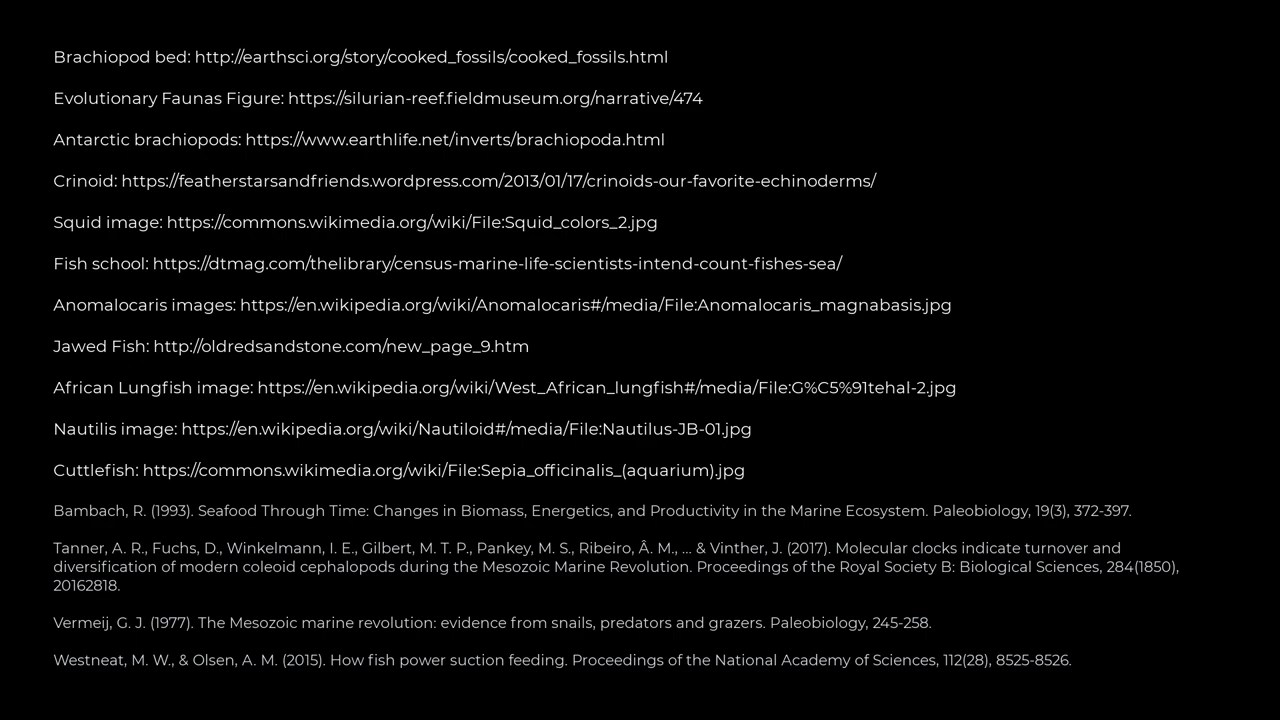 Brachiopod bed: http://earthsci.org/story/cooked_fossils/cooked_fossils.html
Evolutionary Faunas Figure: https://silurian-reef.fieldmuseum.org/narrative/474
Antarctic brachiopods: https://www.earthlife.net/inverts/brachiopoda.html
Crinoid: https://featherstarsandfriends.wordpress.com/2013/01/17/crinoids-our-favorite-echinoderms/
Squid image: https://commons.wikimedia.org/wiki/File:Squid_colors_2.jpg
Fish school: https://dtmag.com/thelibrary/census-marine-life-scientists-intend-count-fishes-sea/
Anomalocaris images: https://en.wikipedia.org/wiki/Anomalocaris#/media/File:Anomalocaris_magnabasis.jpg
Jawed Fish: http://oldredsandstone.com/new_page_9.htm
African Lungfish image: https://en.wikipedia.org/wiki/West_African_lungfish#/media/File:G%C5%91tehal-2.jpg
Nautilis image: https://en.wikipedia.org/wiki/Nautiloid#/media/File:Nautilus-JB-01.jpg
Cuttlefish: https://commons.wikimedia.org/wiki/File:Sepia_officinalis_(aquarium).jpg
Bambach, R. (1993). Seafood Through Time: Changes in Biomass, Energetics, and Productivity in the Marine Ecosystem. Paleobiology, 19(3), 372-397.
Tanner, A. R., Fuchs, D., Winkelmann, I. E., Gilbert, M. T. P., Pankey, M. S., Ribeiro, Â. M., ... & Vinther, J. (2017). Molecular clocks indicate turnover and
diversification of modern coleoid cephalopods during the Mesozoic Marine Revolution. Proceedings of the Royal Society B: Biological Sciences, 284(1850),
20162818.
Vermeij, G. J. (1977). The Mesozoic marine revolution: evidence from snails, predators and grazers. Paleobiology, 245-258.
Westneat, M. W., & Olsen, A. M. (2015). How fish power suction feeding. Proceedings of the National Academy of Sciences, 112(28), 8525-8526.